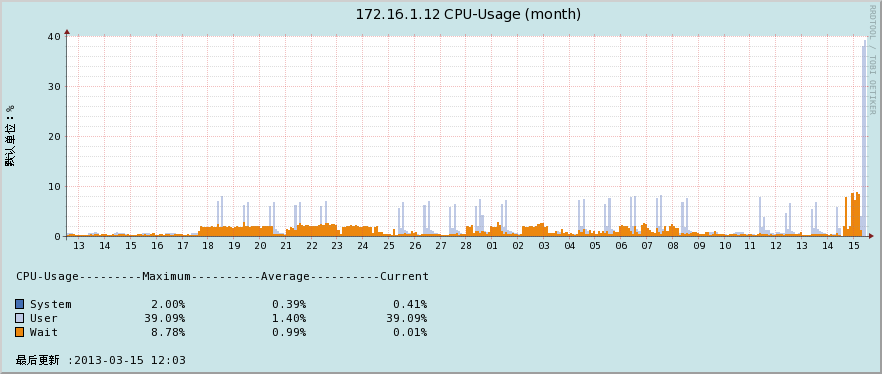 172.16.1.12 CPU-Usage (month)
RRDTOOL / TOBI OETIKER
默认单位：%
40
30
20
10
0
13 14 15 16 17 18 19 20 21 22 23 24 25 26 27 28 01 02 03 04 05 06 07 08 09 10 11 12 13 14 15
CPU-Usage---------Maximum----------Average----------Current
System 2.00% 0.39% 0.41%
User 39.09% 1.40% 39.09%
Wait 8.78% 0.99% 0.01%
最后更新 :2013-03-15 12:03